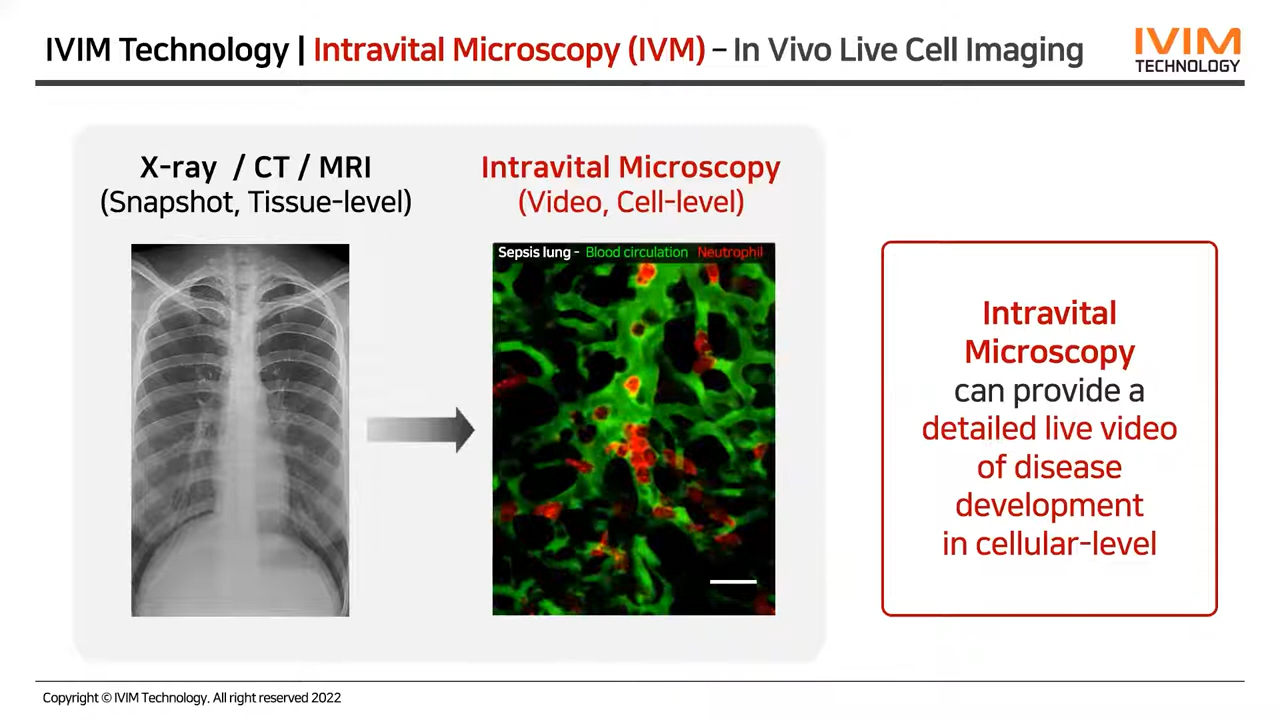 IVIM Technology | Intravital Microscopy (IVM) – In Vivo Live Cell Imaging
IVIM
TECHNOLOGY
X-ray / CT / MRI
(Snapshot, Tissue-level)
Intravital Microscopy
(Video, Cell-level)
Sepsis lung - Blood circulation Neutrophil
Intravital
Microscopy
can provide a
detailed live video
of disease
development
in cellular-level
Copyright © IVIM Technology. All right reserved 2022